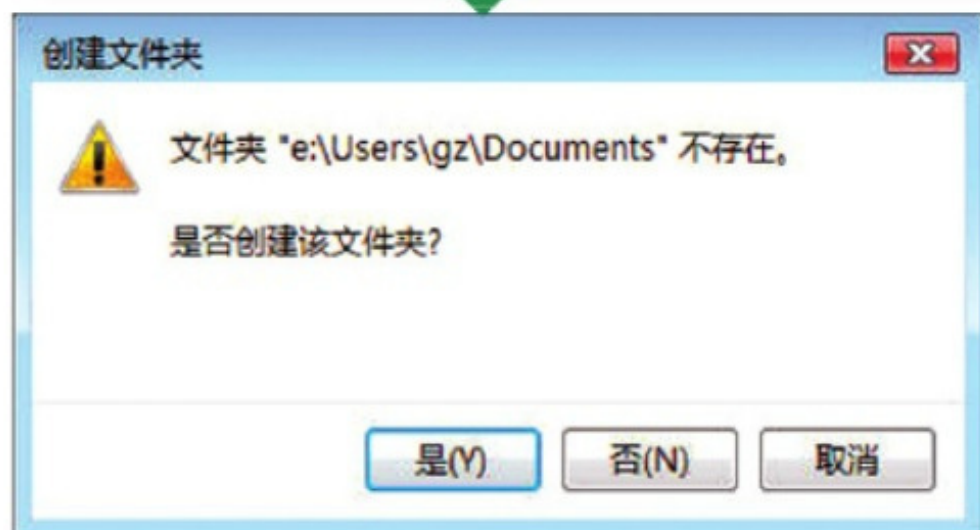 创建文件夹
文件夹 "e:\Users\gz\Documents" 不存在。
是否创建该文件夹?
是(Y)
否(N)
取消